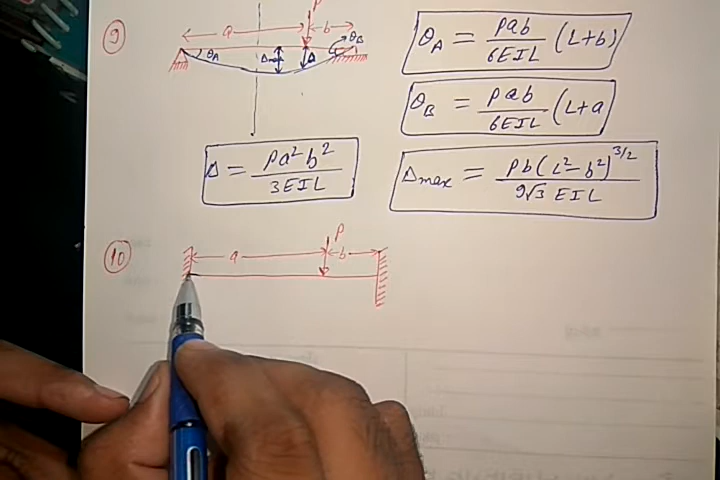 9
a P b
θA Δmax Δ θB
θA = Pab / 6EIL (L+b)
θB = Pab / 6EIL (L+a
Δ = Pa²b² / 3EIL
Δmax = Pb(L²-b²)^3/2 / 9√3 EIL
10
a P b